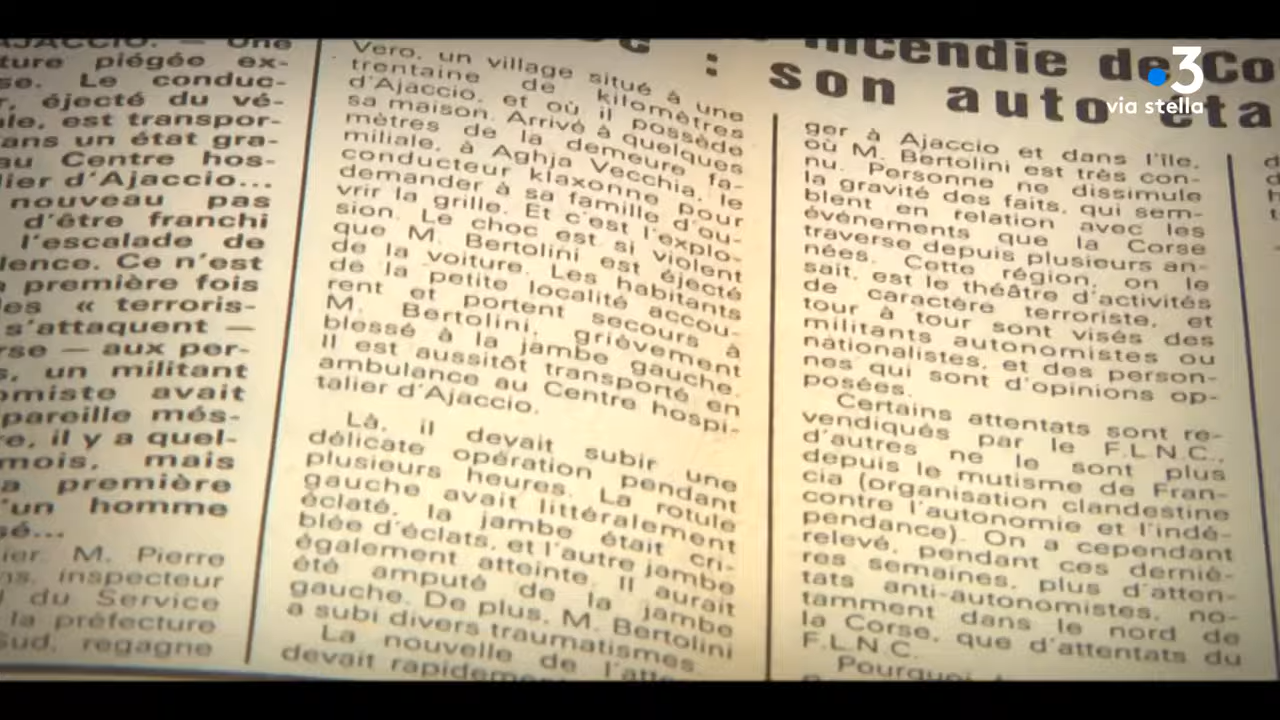 incendie de Co
: son auto éta
3
via stella
AJACCIO. — Une
ture piégée ex-
se. Le conduc-
r, éjecté du vé-
ule, est transpor-
ans un état gra-
au Centre hos-
lier d'Ajaccio...
nouveau pas
d'être franchi
l'escalade de
lence. Ce n'est
a première fois
les « terroris-
s'attaquent —
rse — aux per-
s, un militant
omiste avait
pareille més-
re, il y a quel-
mois, mais
a première
'un homme
sé...
ier M. Pierre
ns, inspecteur
du Service
la préfecture
Sud, regagne
Vero, un village situé à une
trentaine de kilomètres
d'Ajaccio, et où il possède
sa maison. Arrivé à quelques
mètres de la demeure fa-
miliale, à Aghja Vecchia, le
conducteur klaxonne pour
demander à sa famille d'ou-
vrir la grille. Et c'est l'explo-
sion. Le choc est si violent
que M. Bertolini est éjecté
de la voiture. Les habitants
de la petite localité accou-
rent et portent secours à
M. Bertolini, grièvement
blessé à la jambe gauche.
Il est aussitôt transporté en
ambulance au Centre hospi-
talier d'Ajaccio.
Là, il devait subir une
délicate opération pendant
plusieurs heures. La rotule
gauche avait littéralement
éclaté, la jambe était cri-
blée d'éclats, et l'autre jambe
également atteinte. Il aurait
été amputé de la jambe
gauche. De plus, M. Bertolini
a subi divers traumatismes.
La nouvelle de l'atten
devait rapidem
ger à Ajaccio et dans l'île,
où M. Bertolini est très con-
nu. Personne ne dissimule
la gravité des faits, qui sem-
blent en relation avec les
événements que la Corse
traverse depuis plusieurs an-
nées. Cette région, on le
sait, est le théâtre d'activités
de caractère terroriste, et
tour à tour sont visés des
militants autonomistes ou
nationalistes, et des person-
nes qui sont d'opinions op-
posées.
Certains attentats sont re-
vendiqués par le F.L.N.C.,
d'autres ne le sont plus
depuis le mutisme de Fran-
cia (organisation clandestine
contre l'autonomie et l'indé-
pendance). On a cependant
relevé, pendant ces derniè-
res semaines, plus d'atten-
tats anti-autonomistes, no-
tamment dans le nord de
la Corse, que d'attentats du
F.L.N.C.
Pourquoi